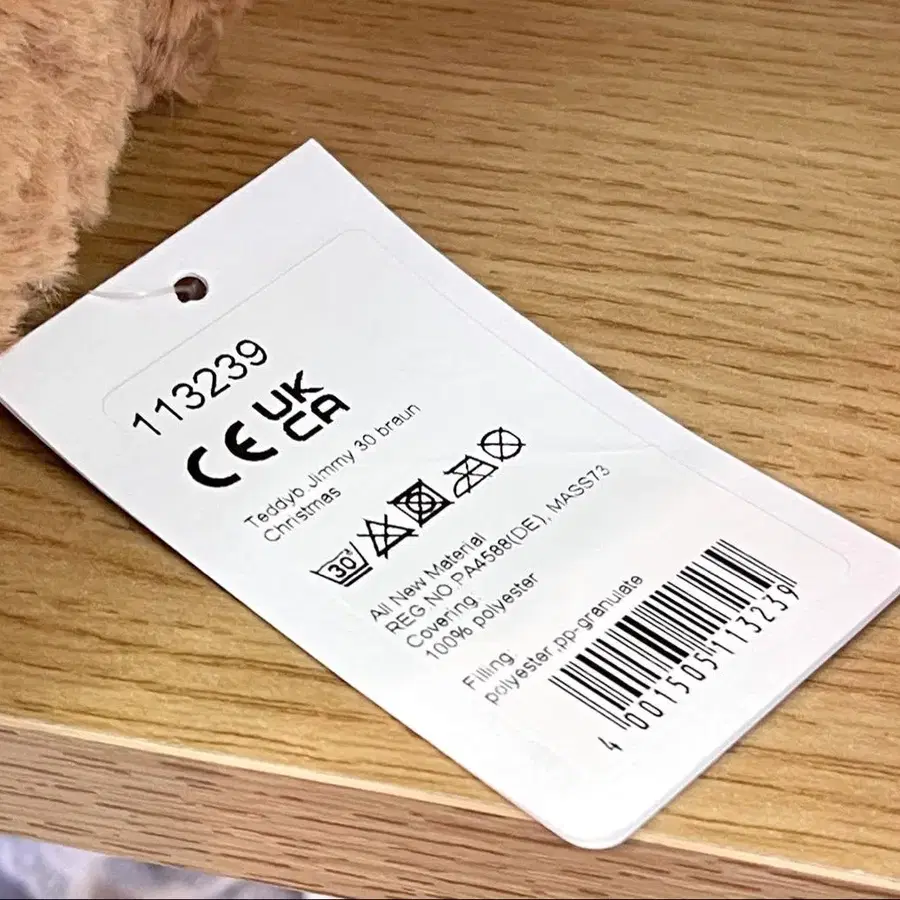 113239
CE UK
CA
Teddyb Jimmy 30 braun
Christmas
30°
All New Material
REG NO PA4588(DE), MASS73
Covering:
100% polyester
Filling:
polyester,pp-granulate
4 001505 113239